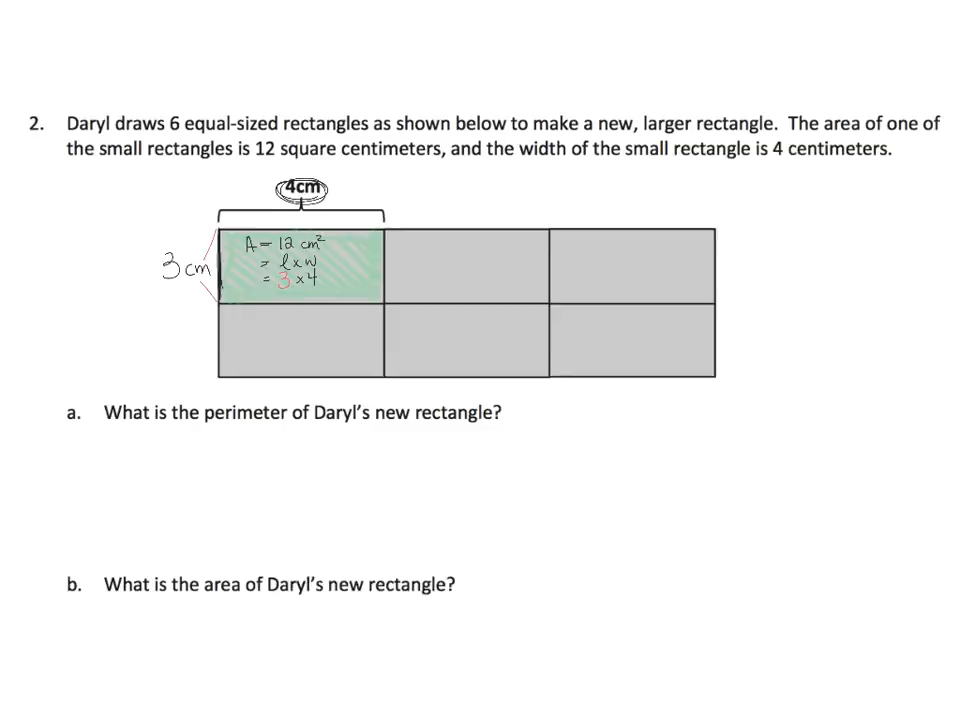 2. Daryl draws 6 equal-sized rectangles as shown below to make a new, larger rectangle. The area of one of
the small rectangles is 12 square centimeters, and the width of the small rectangle is 4 centimeters.
4cm
A = 12 cm²
= l x w
3 cm
= 3 x 4
a. What is the perimeter of Daryl's new rectangle?
b. What is the area of Daryl's new rectangle?